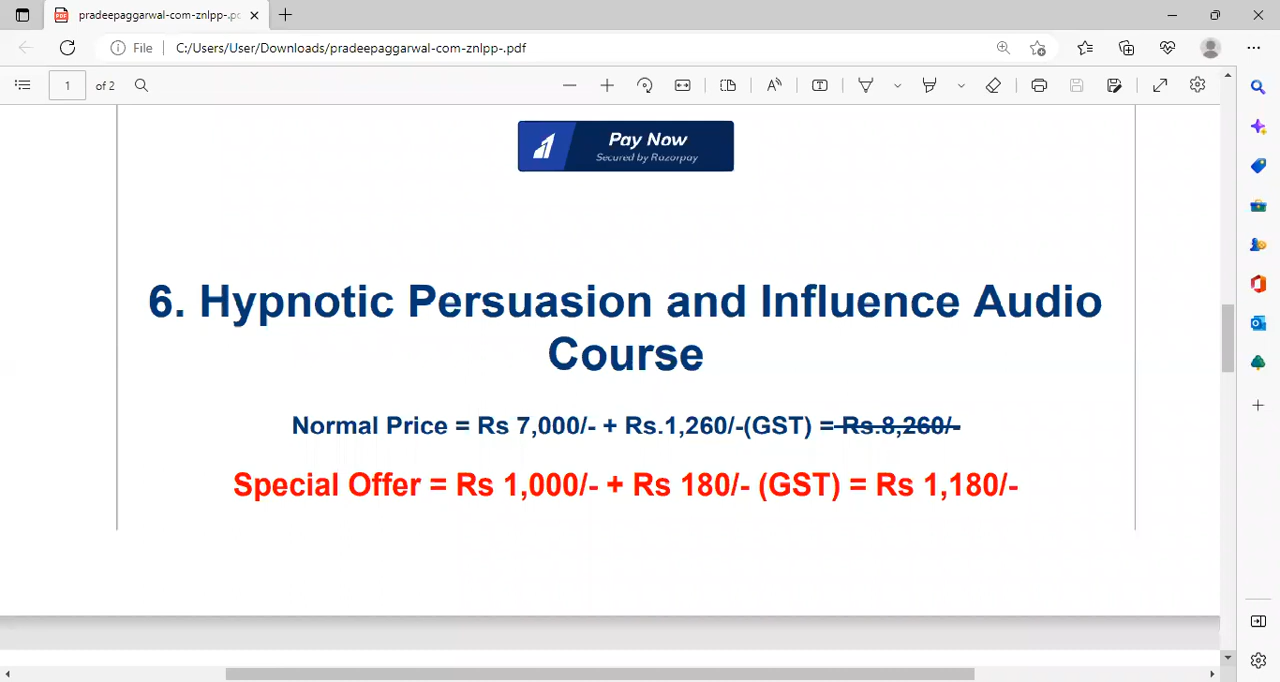 pradeepaggarwal-com-znlpp-.pdf
File C:/Users/User/Downloads/pradeepaggarwal-com-znlpp-.pdf
1 of 2
Pay Now
Secured by Razorpay
6. Hypnotic Persuasion and Influence Audio
Course
Normal Price = Rs 7,000/- + Rs.1,260/-(GST) = Rs.8,260/-
Special Offer = Rs 1,000/- + Rs 180/- (GST) = Rs 1,180/-